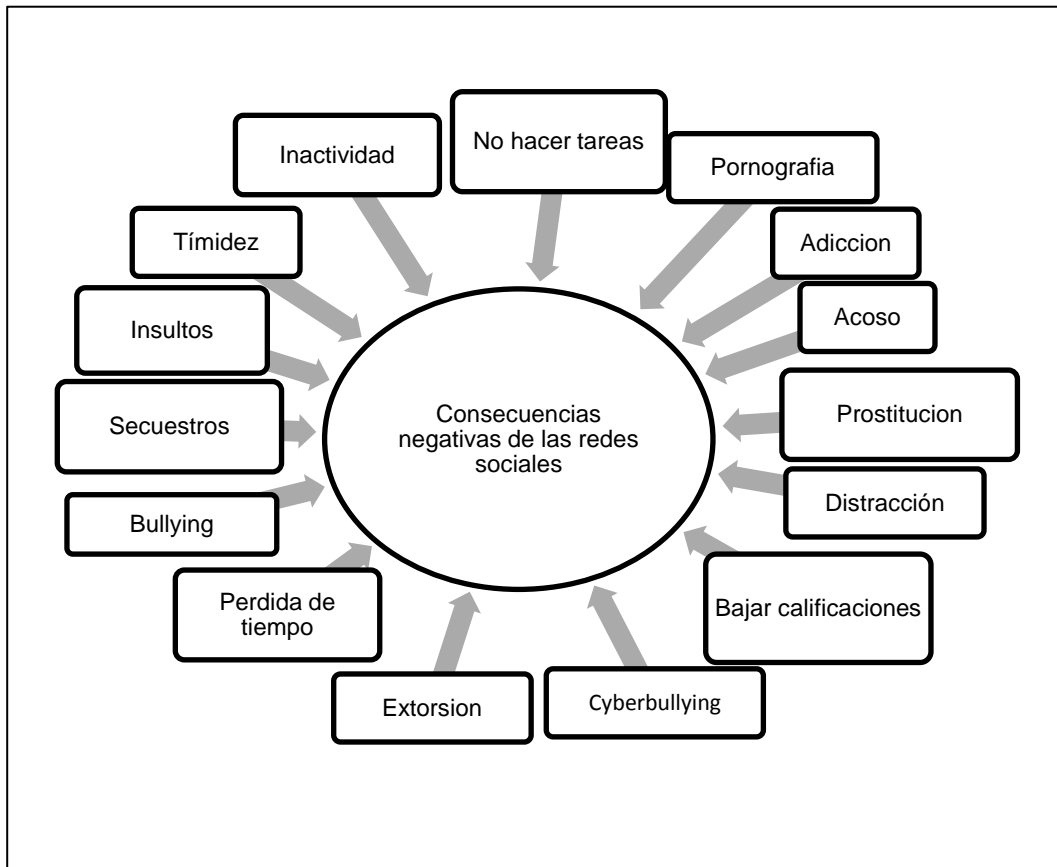 No hacer tareas
Inactividad
Pornografia
Tímidez
Adiccion
Insultos
Acoso
Secuestros
Prostitucion
Consecuencias
negativas de las redes
sociales
Bullying
Distracción
Perdida de
tiempo
Bajar calificaciones
Extorsion
Cyberbullying